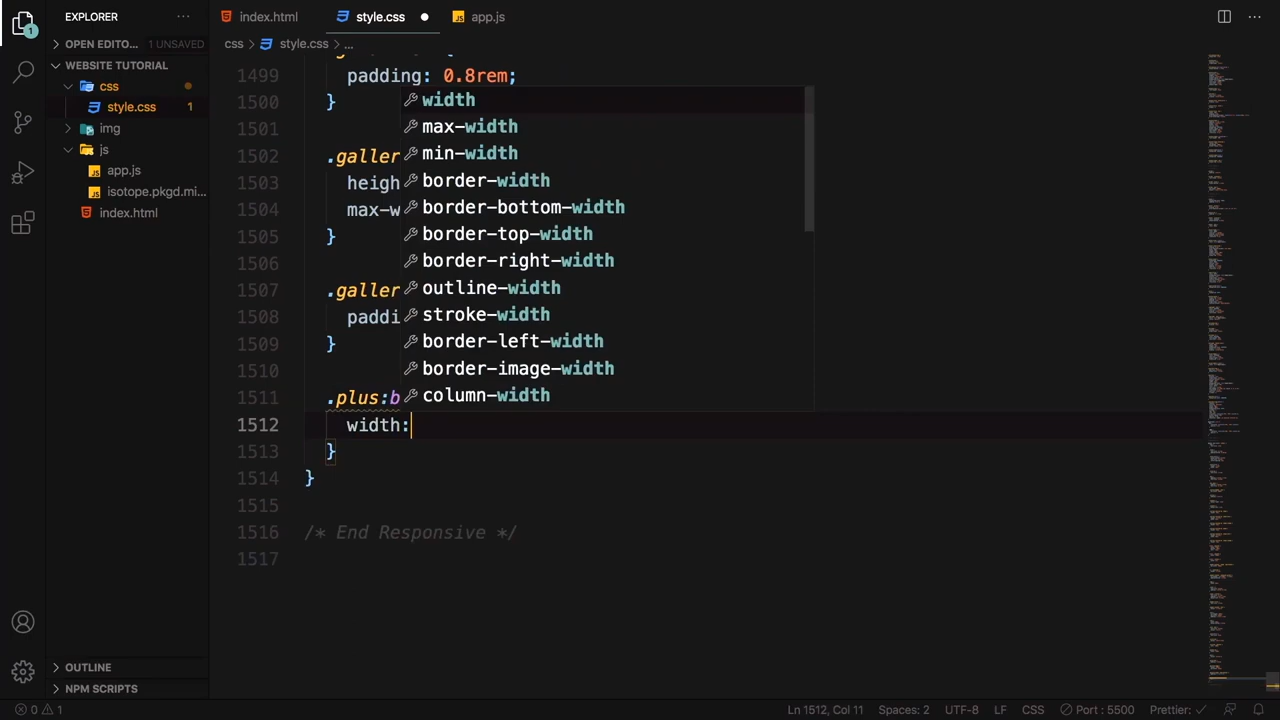 EXPLORER
index.html
style.css
app.js
OPEN EDITO... 1 UNSAVED
css > style.css > ...
WEBSITE TUTORIAL
css
style.css 1
img
js
app.js
isotope.pkgd.mi...
index.html
1499 padding: 0.8rem;
1500 }
1501
1502 .galler
1503 heigh
1504 max-w
1505 }
1506
1507 .galler
1508 paddi
1509 }
1510
1511 .plus:b
1512 width:
1513 }
1514 }
1515
1516 /* End Responsive */
1517
width
max-width
min-width
border-width
border-bottom-width
border-top-width
border-right-width
outline-width
stroke-width
border-left-width
border-image-width
column-width
OUTLINE
NPM SCRIPTS
0 1
Ln 1512, Col 11
Spaces: 2
UTF-8
LF
CSS
Port : 5500
Prettier: ✓
1